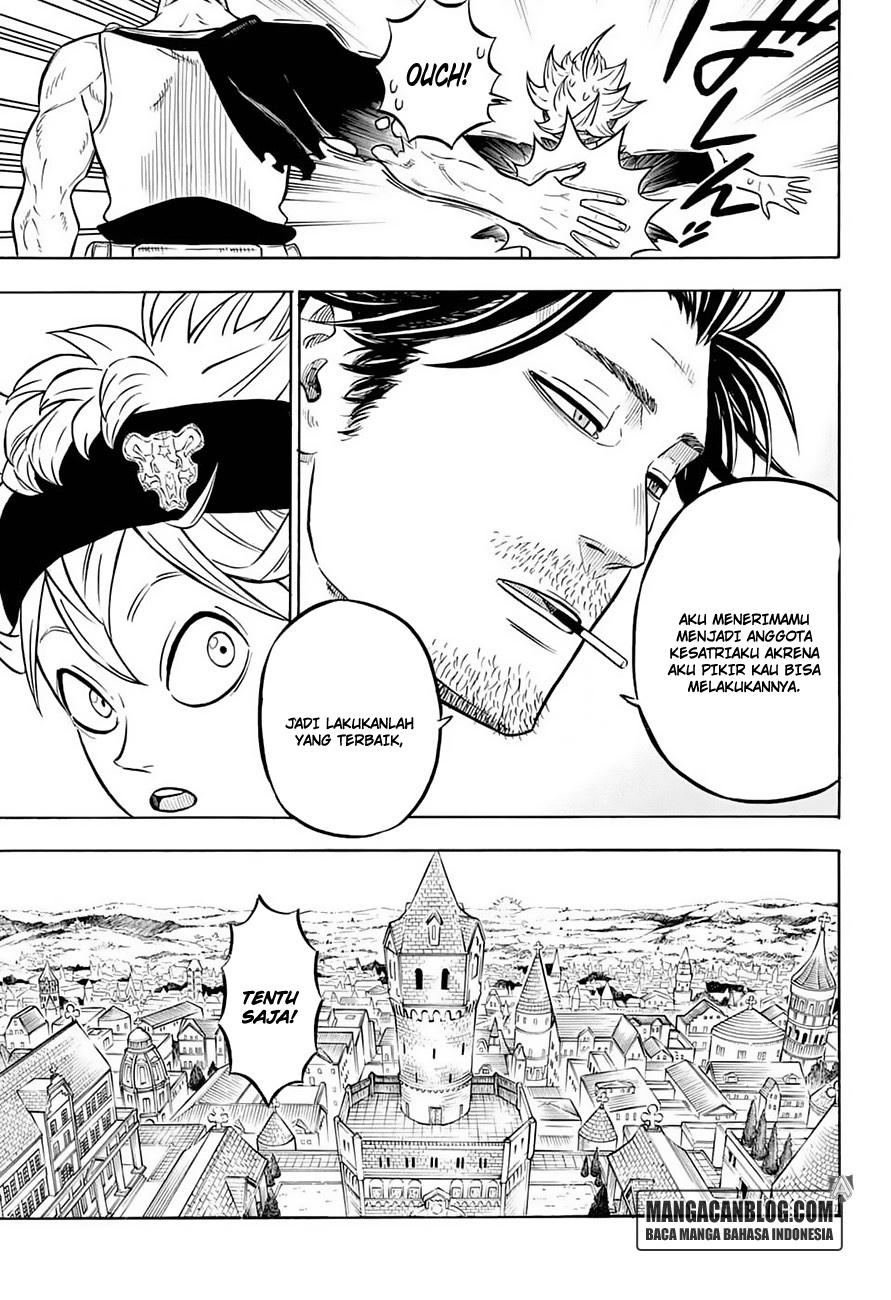 OUCH!
ばしんっ
AKU MENERIMAMU
MENJADI ANGGOTA
KESATRIAKU AKRENA
AKU PIKIR KAU BISA
MELAKUKANNYA.
JADI LAKUKANLAH
YANG TERBAIK,
TENTU
SAJA!
MANGACANBLOG.COM
BACA MANGA BAHASA INDONESIA